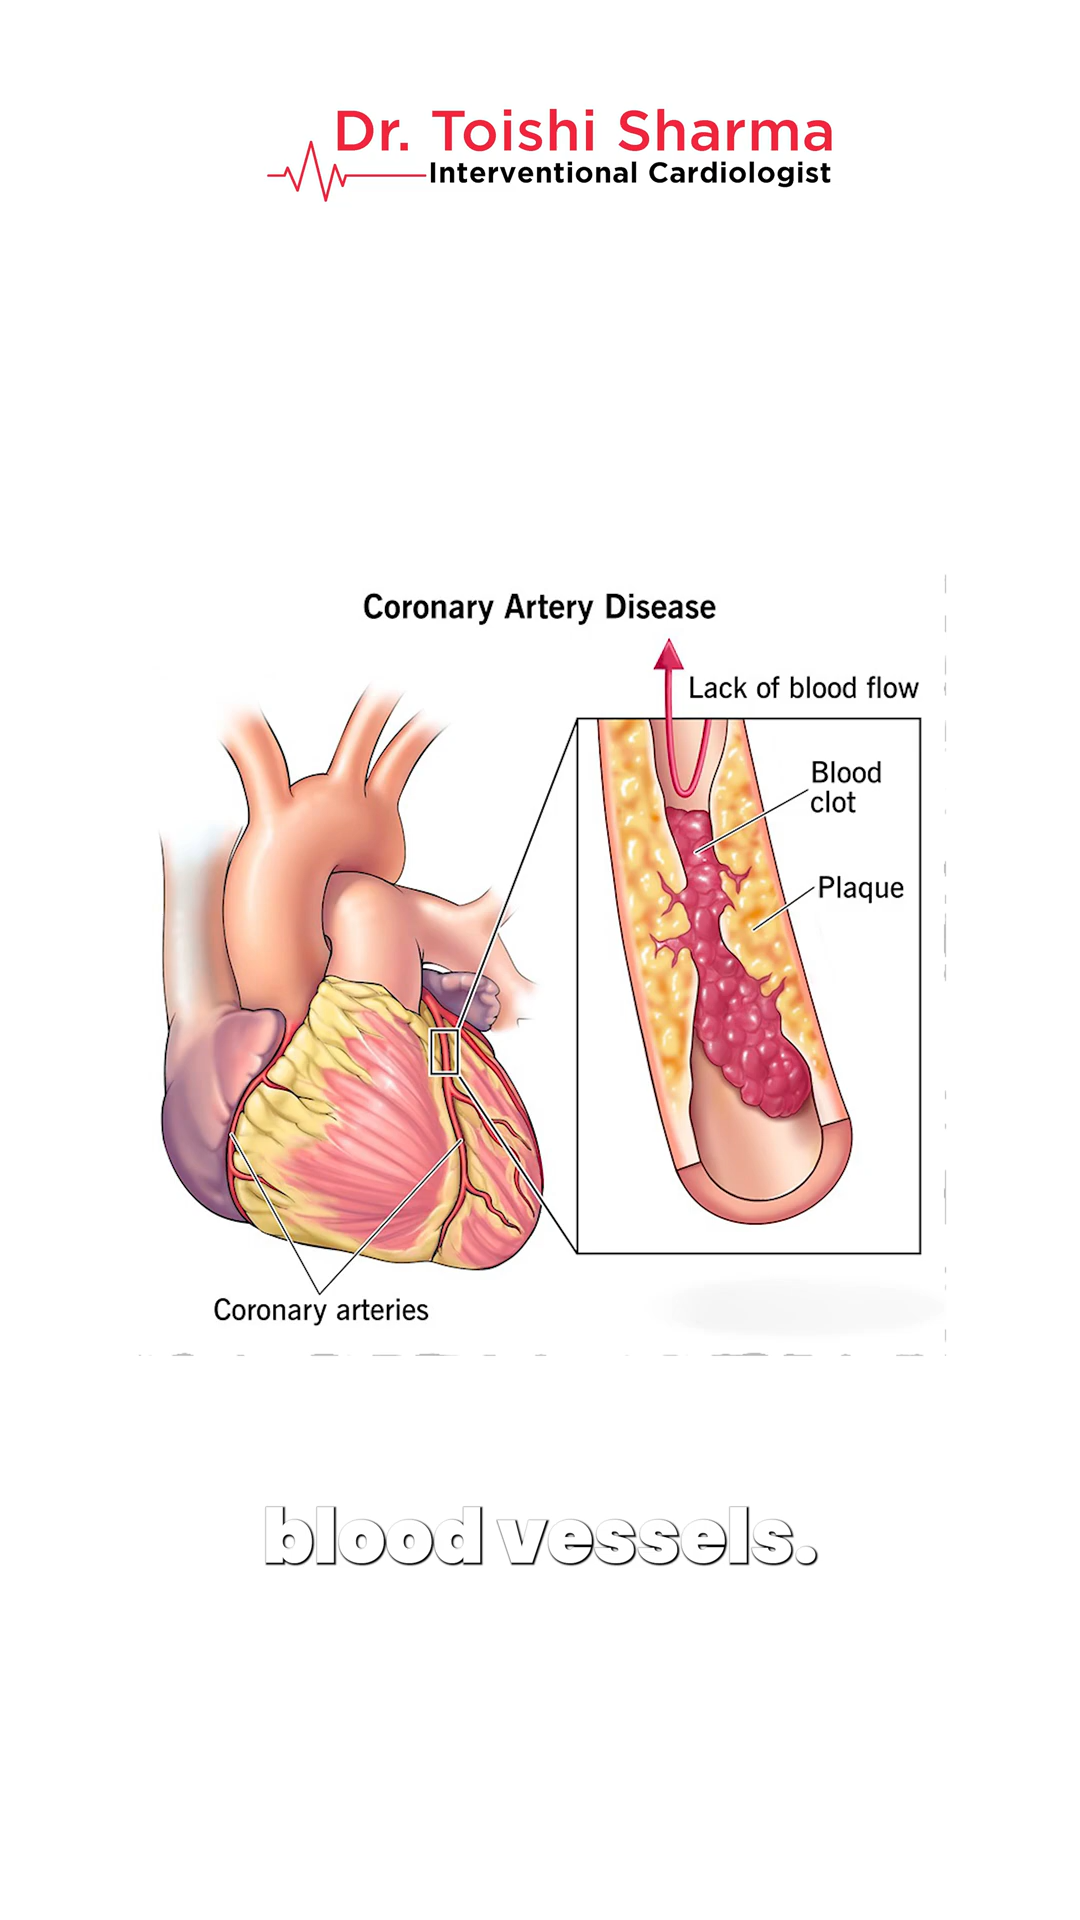 Dr. Toishi Sharma
Interventional Cardiologist
Coronary Artery Disease
Lack of blood flow
Blood
clot
Plaque
Coronary arteries
blood vessels.